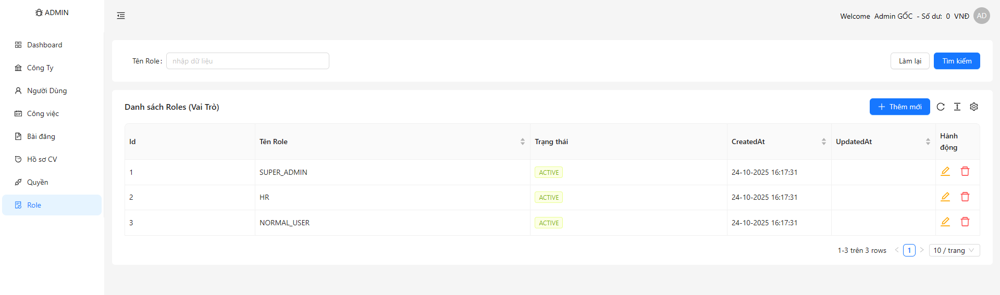 ADMIN
Welcome Admin GỐC - Số dư: 0 VNĐ AD
Dashboard
Công Ty
Người Dùng
Công việc
Bài đăng
Hồ sơ CV
Quyền
Role
Tên Role: nhập dữ liệu Làm lại Tìm kiếm
Danh sách Roles (Vai Trò) Thêm mới
Id Tên Role Trạng thái CreatedAt UpdatedAt Hành động
1 SUPER_ADMIN ACTIVE 24-10-2025 16:17:31
2 HR ACTIVE 24-10-2025 16:17:31
3 NORMAL_USER ACTIVE 24-10-2025 16:17:31
1-3 trên 3 rows 1 10 / trang